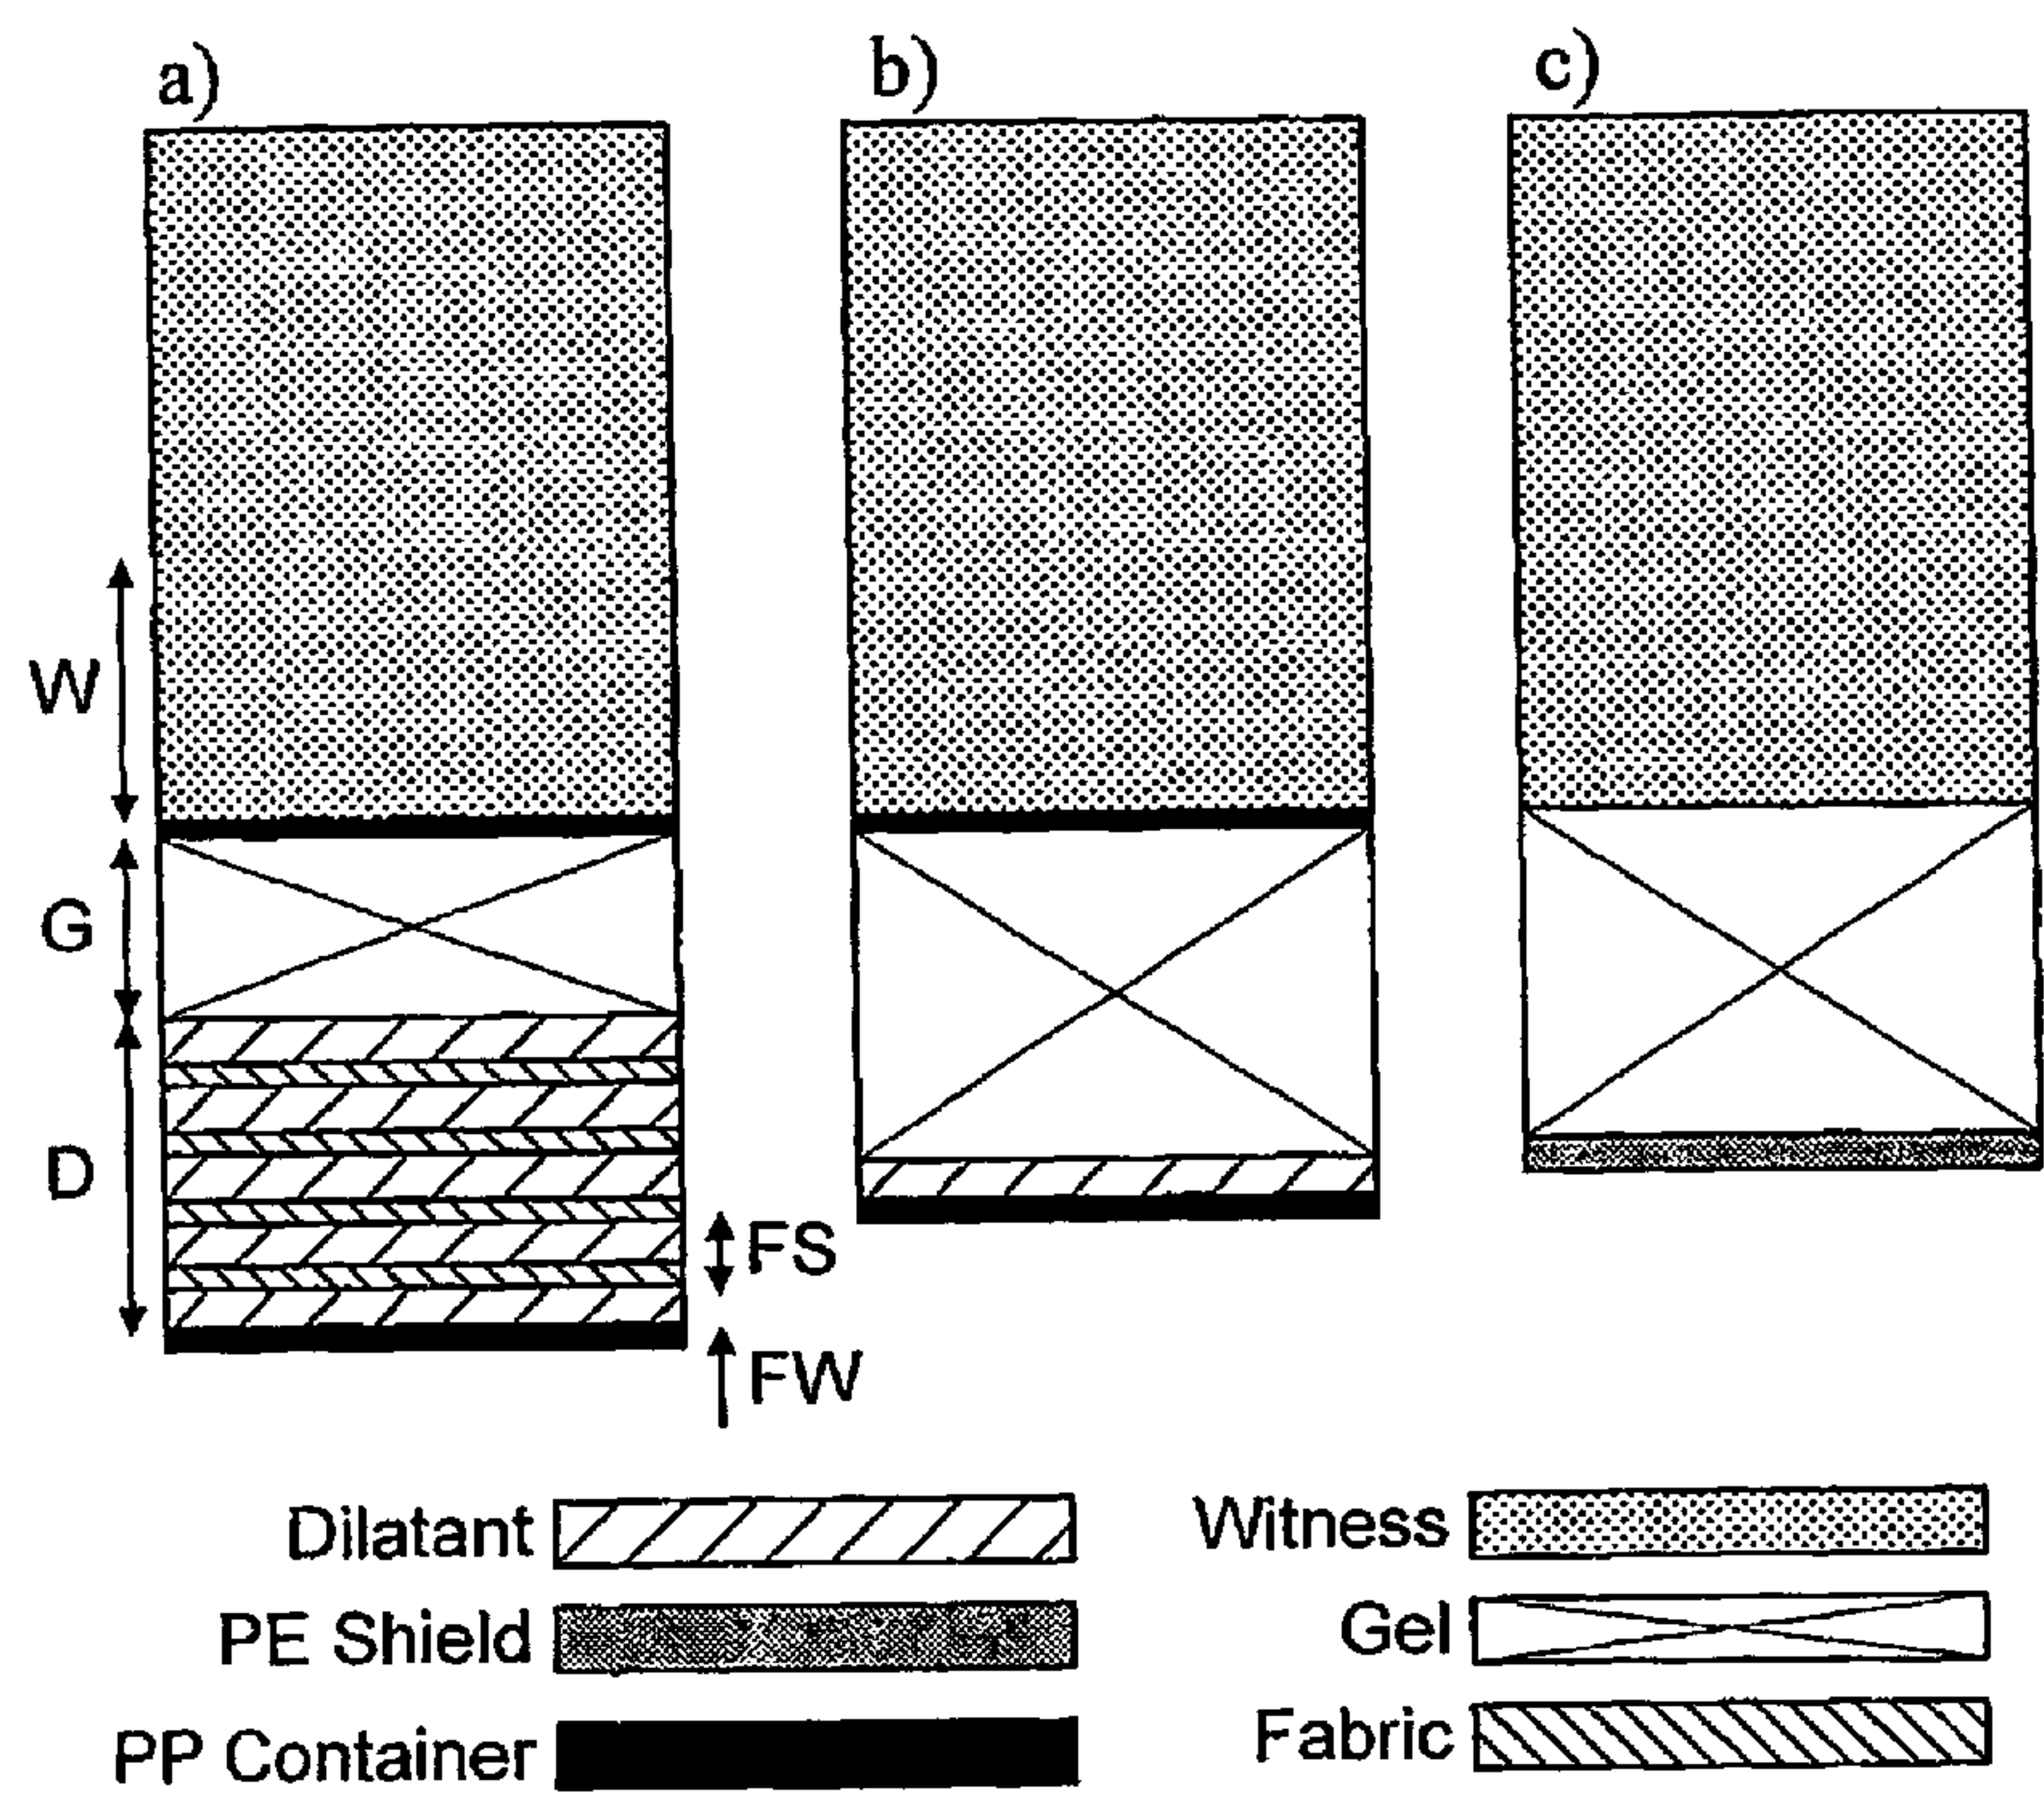 a) b) c)
W
G
D
FS
FW
Dilatant
Witness
PE Shield
Gel
PP Container
Fabric